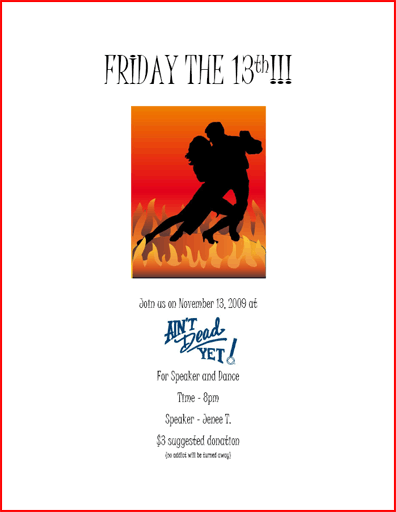 FRIDAY THE 13th!!!
Join us on November 13, 2009 at
AIN'T
Dead
YET!
For Speaker and Dance
Time - 8pm
Speaker - Jenee T.
$3 suggested donation
(no addict will be turned away)